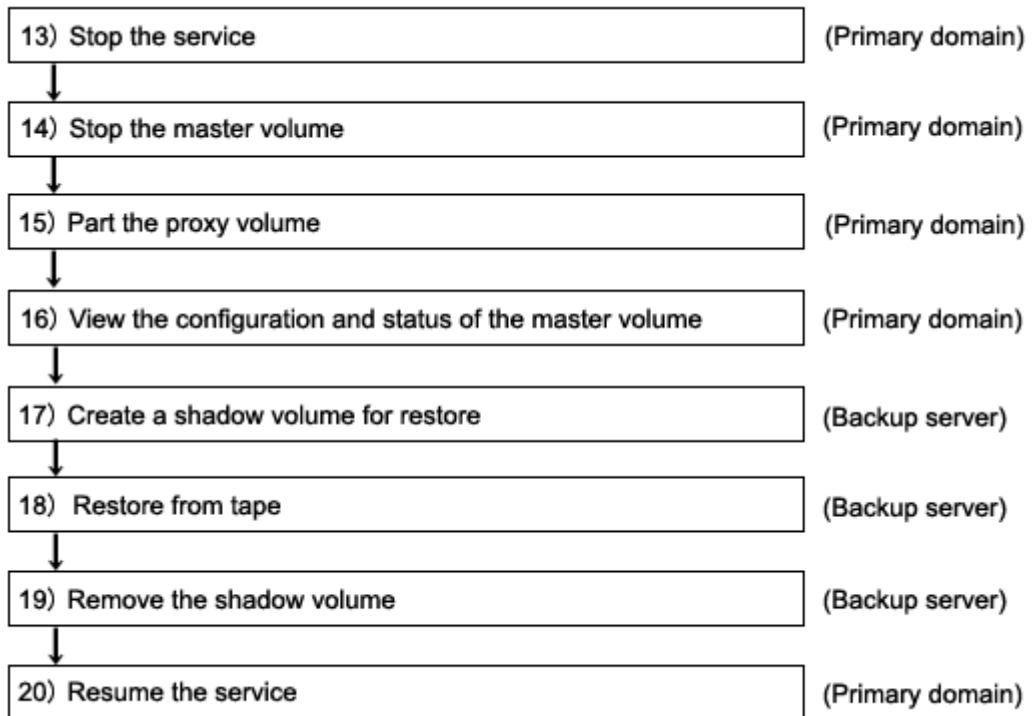 13) Stop the service (Primary domain)
14) Stop the master volume (Primary domain)
15) Part the proxy volume (Primary domain)
16) View the configuration and status of the master volume (Primary domain)
17) Create a shadow volume for restore (Backup server)
18) Restore from tape (Backup server)
19) Remove the shadow volume (Backup server)
20) Resume the service (Primary domain)